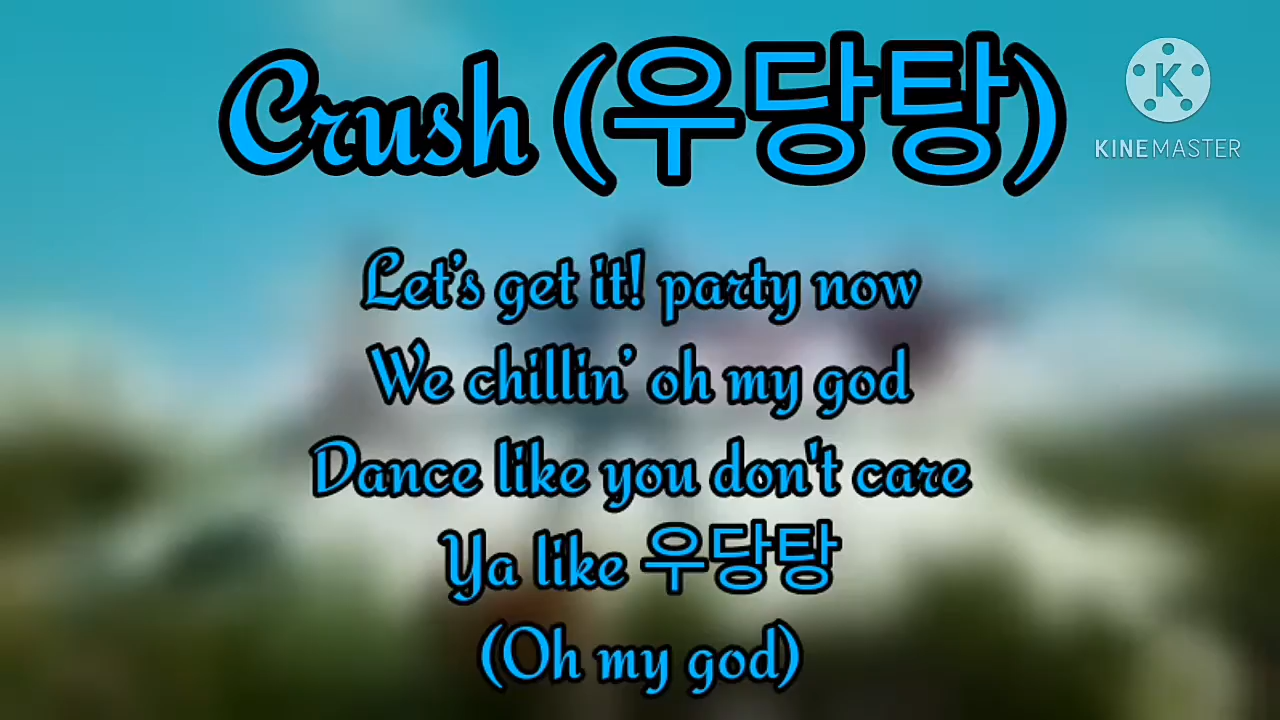 Crush (우당탕)
KINEMASTER
Let's get it! party now
We chillin' oh my god
Dance like you don't care
Ya like 우당탕
(Oh my god)